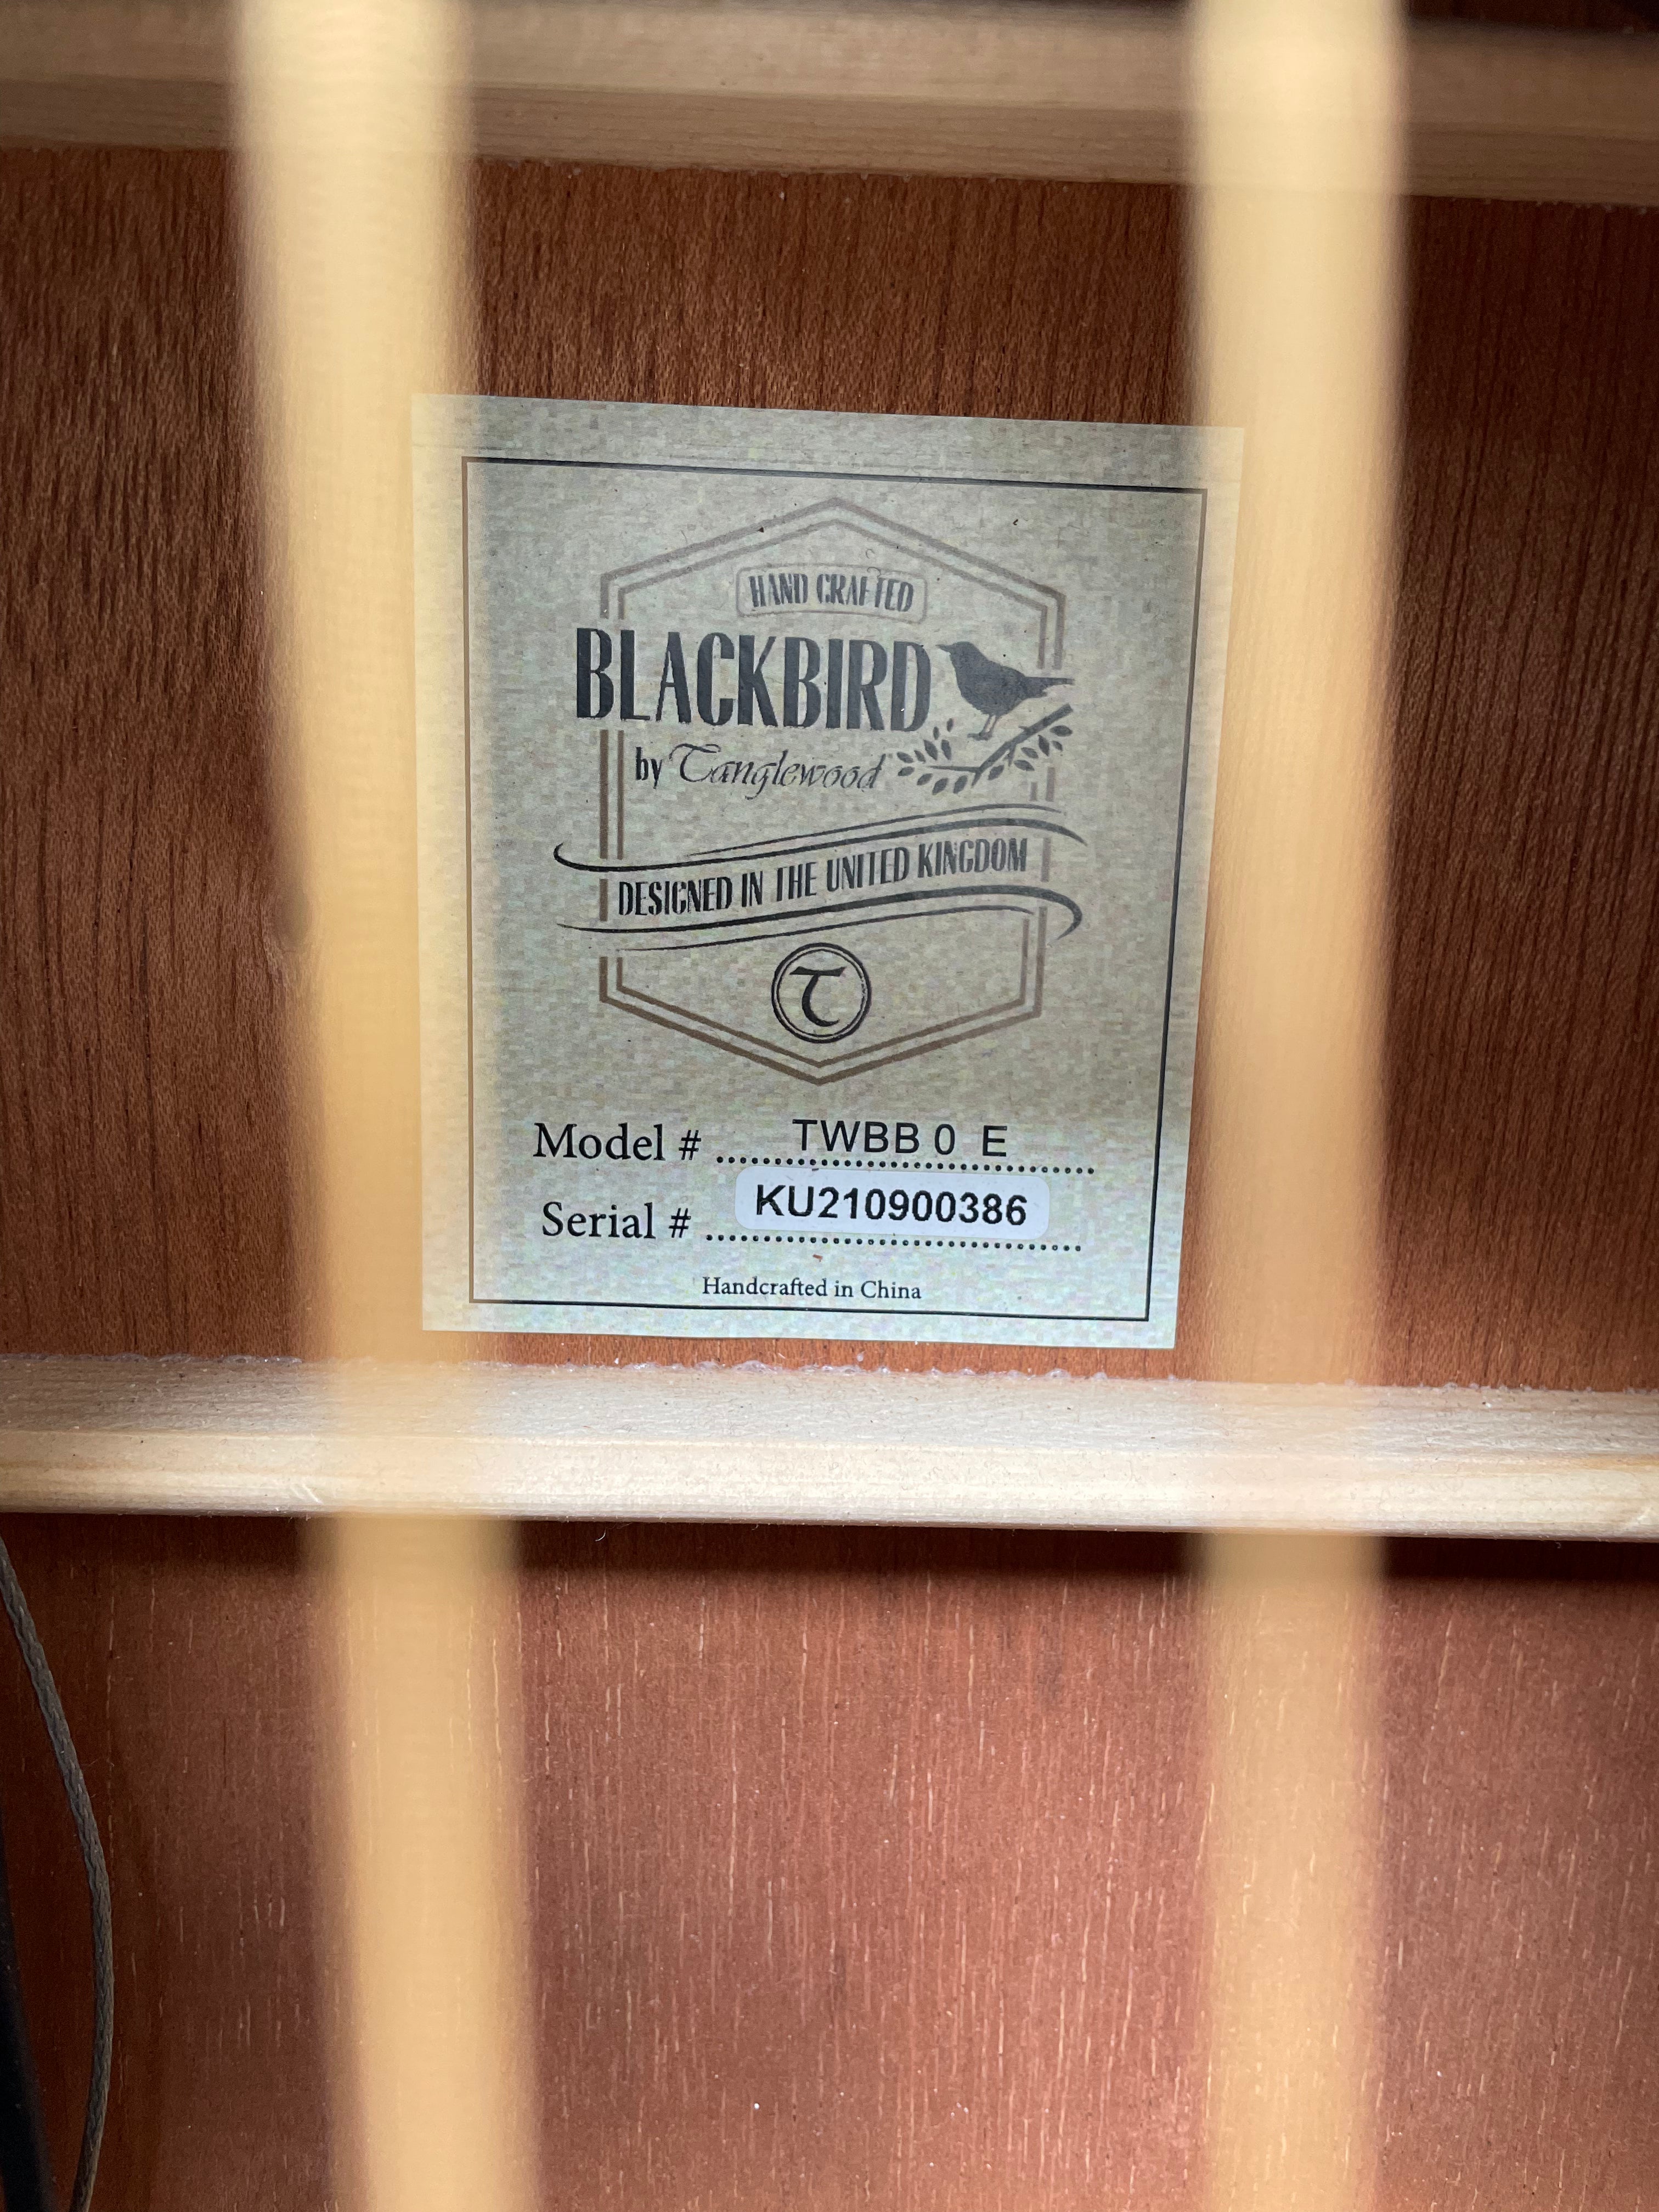 HAND CRAFTED
BLACKBIRD
by Tanglewood
DESIGNED IN THE UNITED KINGDOM
T
Model # TWBB 0 E
Serial # KU210900386
Handcrafted in China